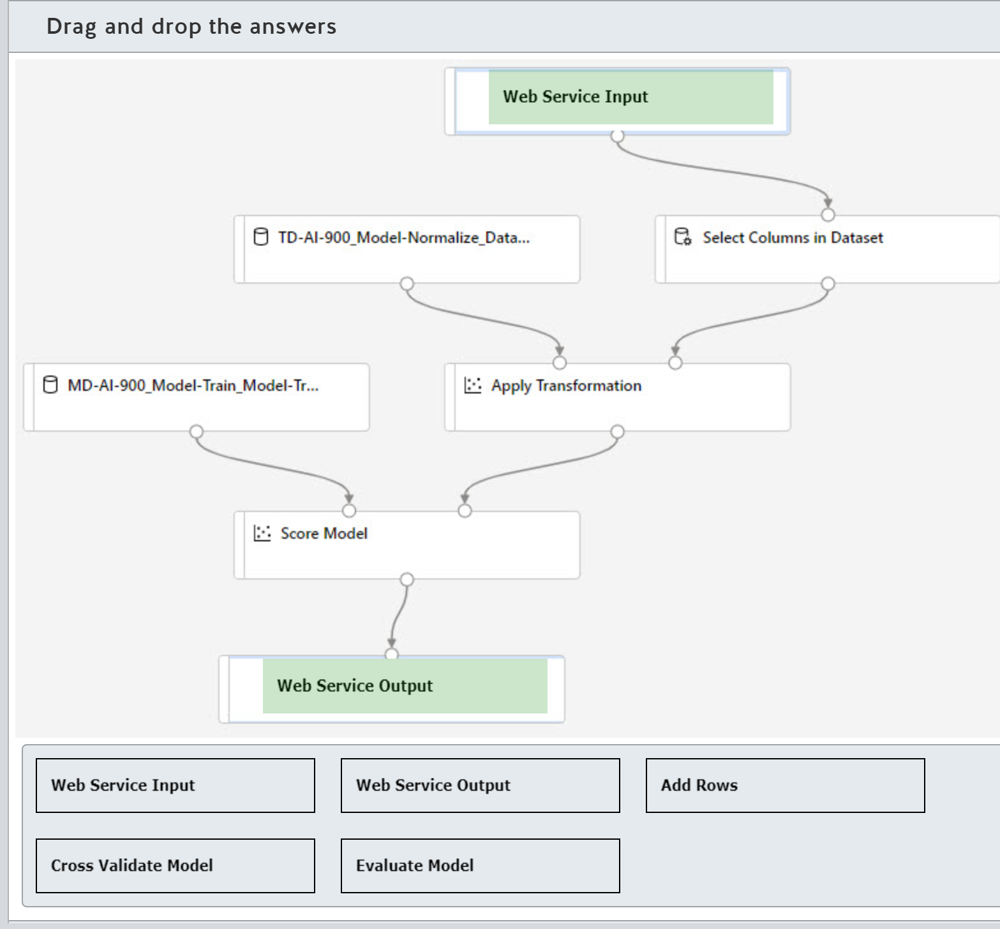 Drag and drop the answers
Web Service Input
TD-AI-900_Model-Normalize_Data...
Select Columns in Dataset
MD-AI-900_Model-Train_Model-Tr...
Apply Transformation
Score Model
Web Service Output
Web Service Input
Web Service Output
Add Rows
Cross Validate Model
Evaluate Model